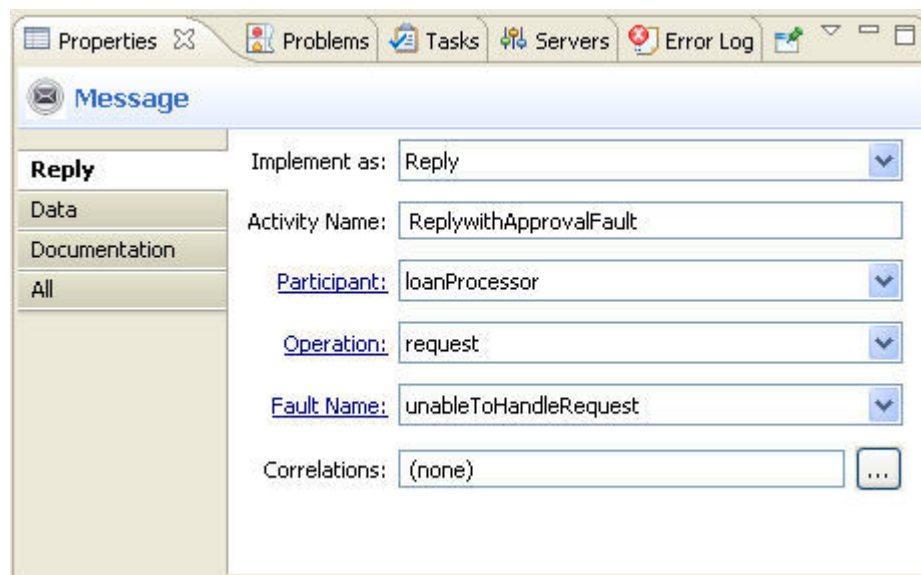 Properties Problems Tasks Servers Error Log
Message
Reply
Data
Documentation
All
Implement as: Reply
Activity Name: ReplywithApprovalFault
Participant: loanProcessor
Operation: request
Fault Name: unableToHandleRequest
Correlations: (none) ...